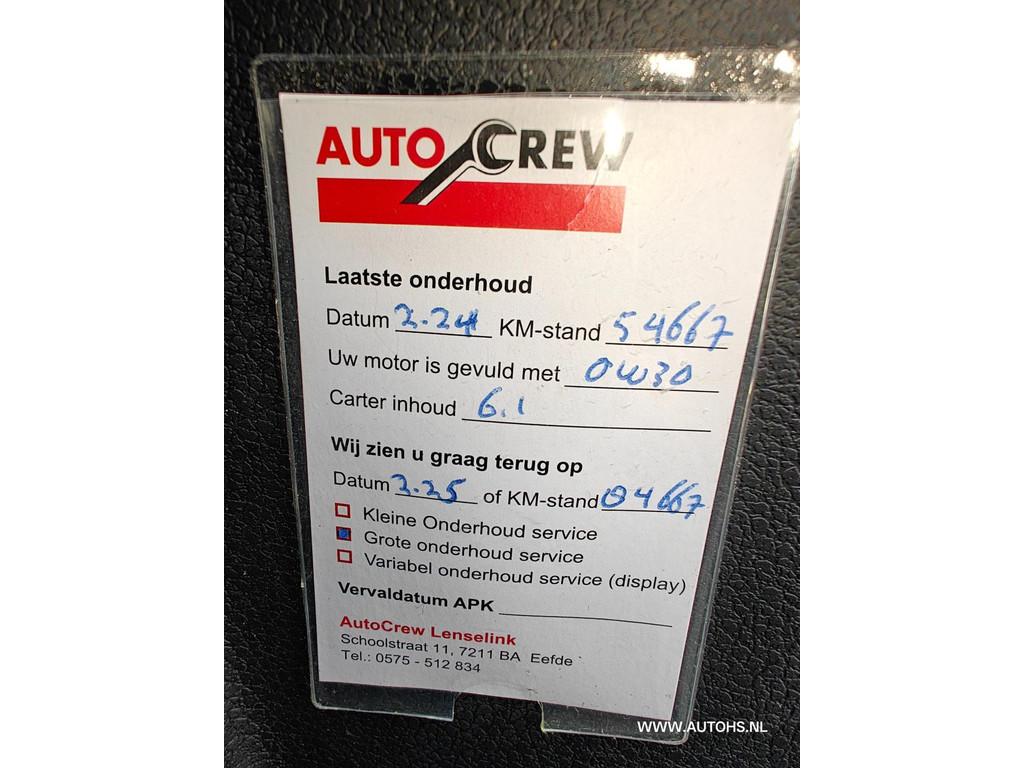 AUTO CREW
Laatste onderhoud
Datum 2.24 KM-stand 54667
Uw motor is gevuld met 0W30
Carter inhoud 6.1
Wij zien u graag terug op
Datum 2.25 of KM-stand
Kleine Onderhoud service
Grote onderhoud service
Variabel onderhoud service (display)
Vervaldatum APK
AutoCrew Lenselink
Schoolstraat 11, 7211 BA Eefde
Tel.: 0575 - 512 834
WWW.AUTOHS.NL